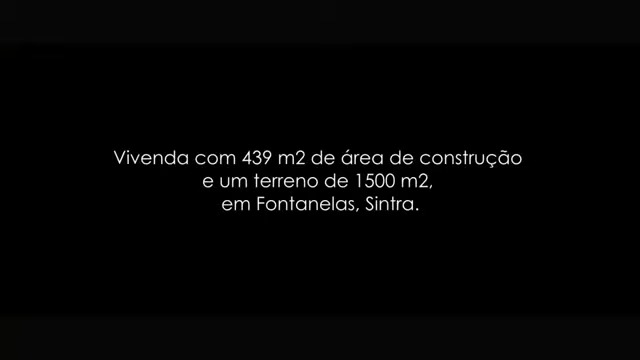 Vivenda com 439 m2 de área de construção
e um terreno de 1500 m2,
em Fontanelas, Sintra.